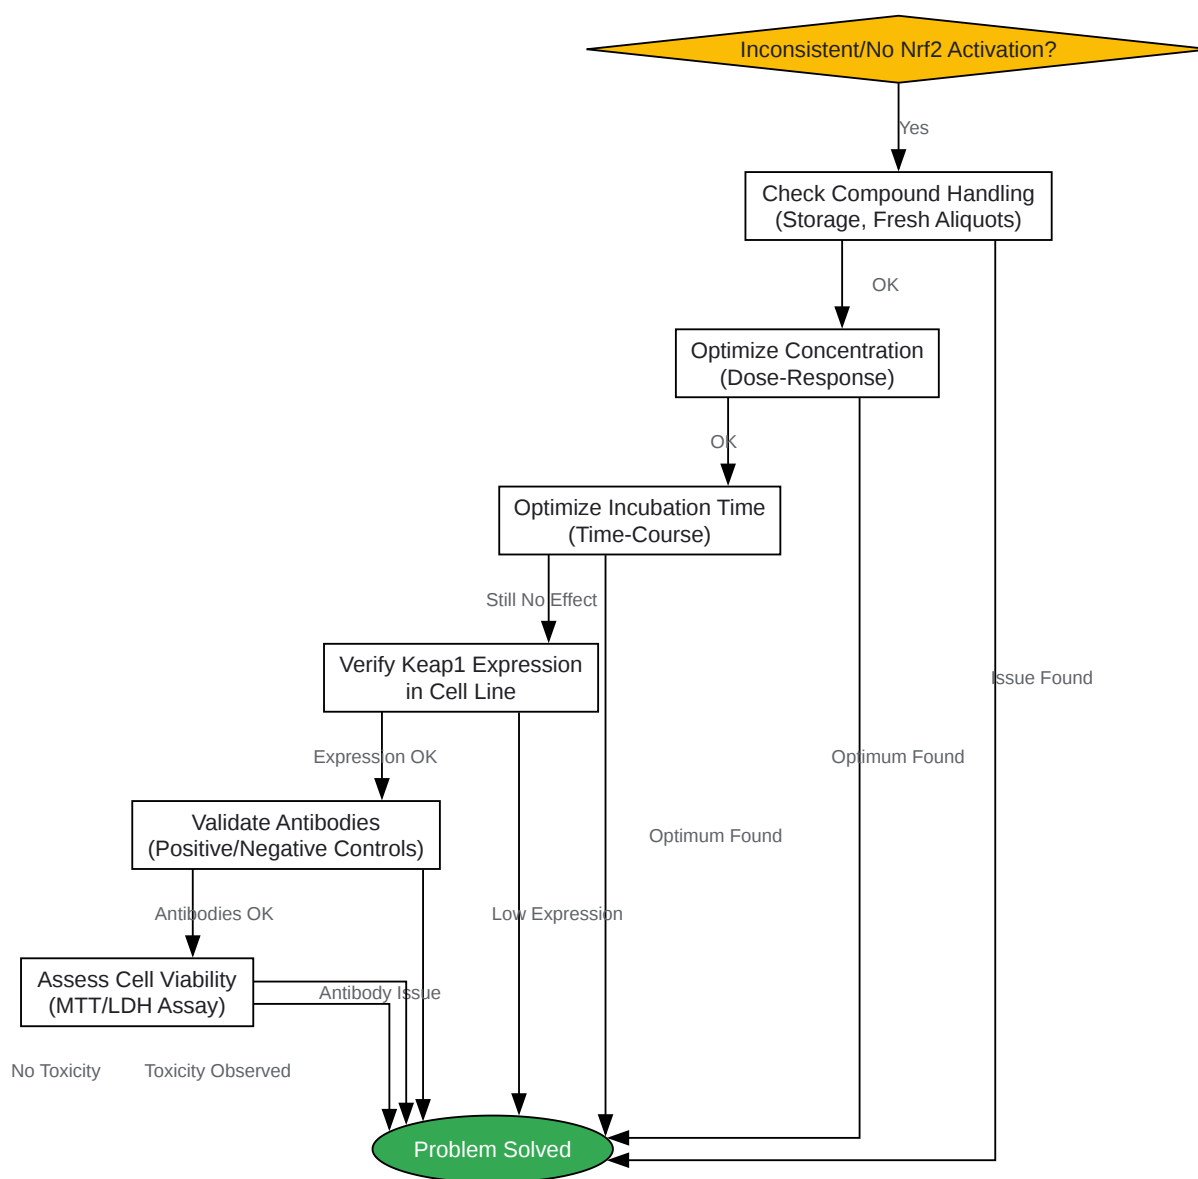 Inconsistent/No Nrf2 Activation?
Yes
Check Compound Handling
(Storage, Fresh Aliquots)
OK
Optimize Concentration
(Dose-Response)
OK
Optimize Incubation Time
(Time-Course)
Still No Effect
Verify Keap1 Expression
in Cell Line
Issue Found
Expression OK
Optimum Found
Validate Antibodies
(Positive/Negative Controls)
Optimum Found
Antibodies OK
Low Expression
Assess Cell Viability
(MTT/LDH Assay)
Antibody Issue
No Toxicity
Toxicity Observed
Problem Solved